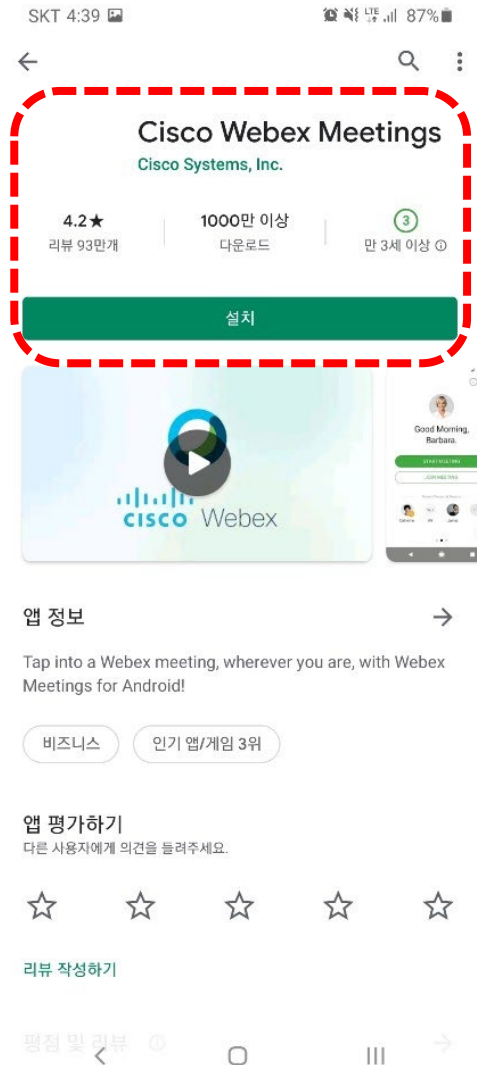 SKT 4:39 LTE 87%
Cisco Webex Meetings
Cisco Systems, Inc.
4.2★ 1000만 이상 3
리뷰 93만개 다운로드 만 3세 이상
설치
Good Morning,
Barbara.
START MEETING
JOIN MEETING
CISCO Webex
앱 정보
Tap into a Webex meeting, wherever you are, with Webex
Meetings for Android!
비즈니스 인기 앱/게임 3위
앱 평가하기
다른 사용자에게 의견을 들려주세요.
리뷰 작성하기
평점 및 리뷰